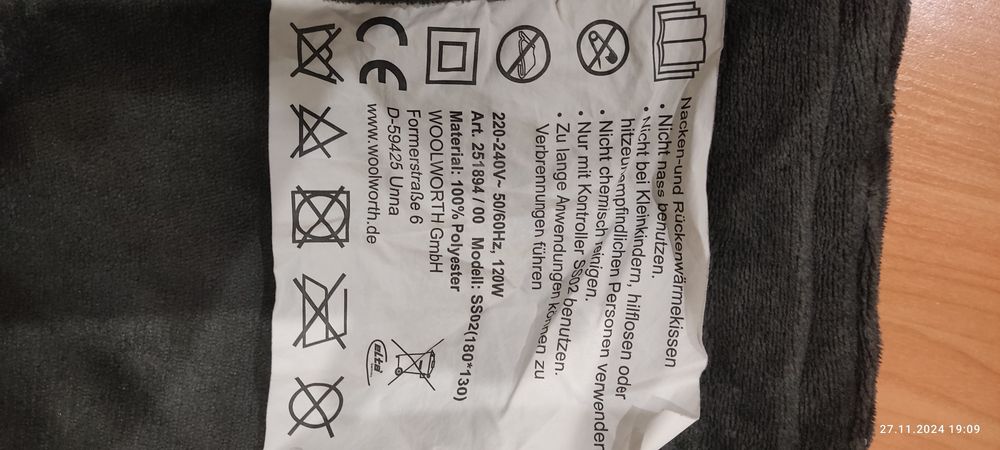 Nacken-und Rückenwärmekissen
• Nicht nass benutzen.
• Nicht bei Kleinkindern, hilflosen oder
hitzeunempfindlichen Personen verwenden
• Nicht chemisch reinigen.
• Nur mit Kontroller SS02 benutzen.
• Zu lange Anwendungen können zu
Verbrennungen führen
220-240V~ 50/60Hz, 120W
Art. 251894 / 00 Modell: SS02(180*130)
Material: 100% Polyester
WOOLWORTH GmbH
Formerstraße 6
D-59425 Unna
www.woolworth.de
CE
elta
27.11.2024 19:09